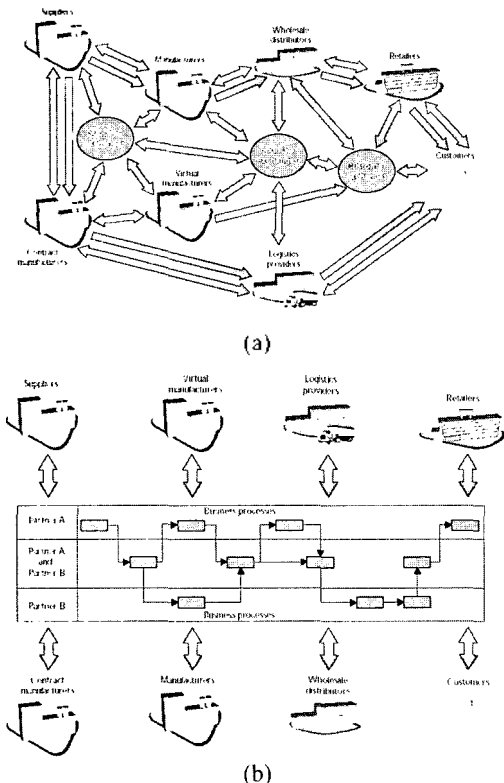 Suppliers
Wholesale
distributors
Manufacturers
Retailers
Customers
Virtual
manufacturers
Contract
manufacturers
Logistics
providers
(a)
Suppliers
Virtual
manufacturers
Logistics
providers
Retailers
Business processes
Partner A
Partner A
and
Partner B
Partner B
Business processes
Contract
manufacturers
Manufacturers
Wholesale
distributors
Customers
(b)